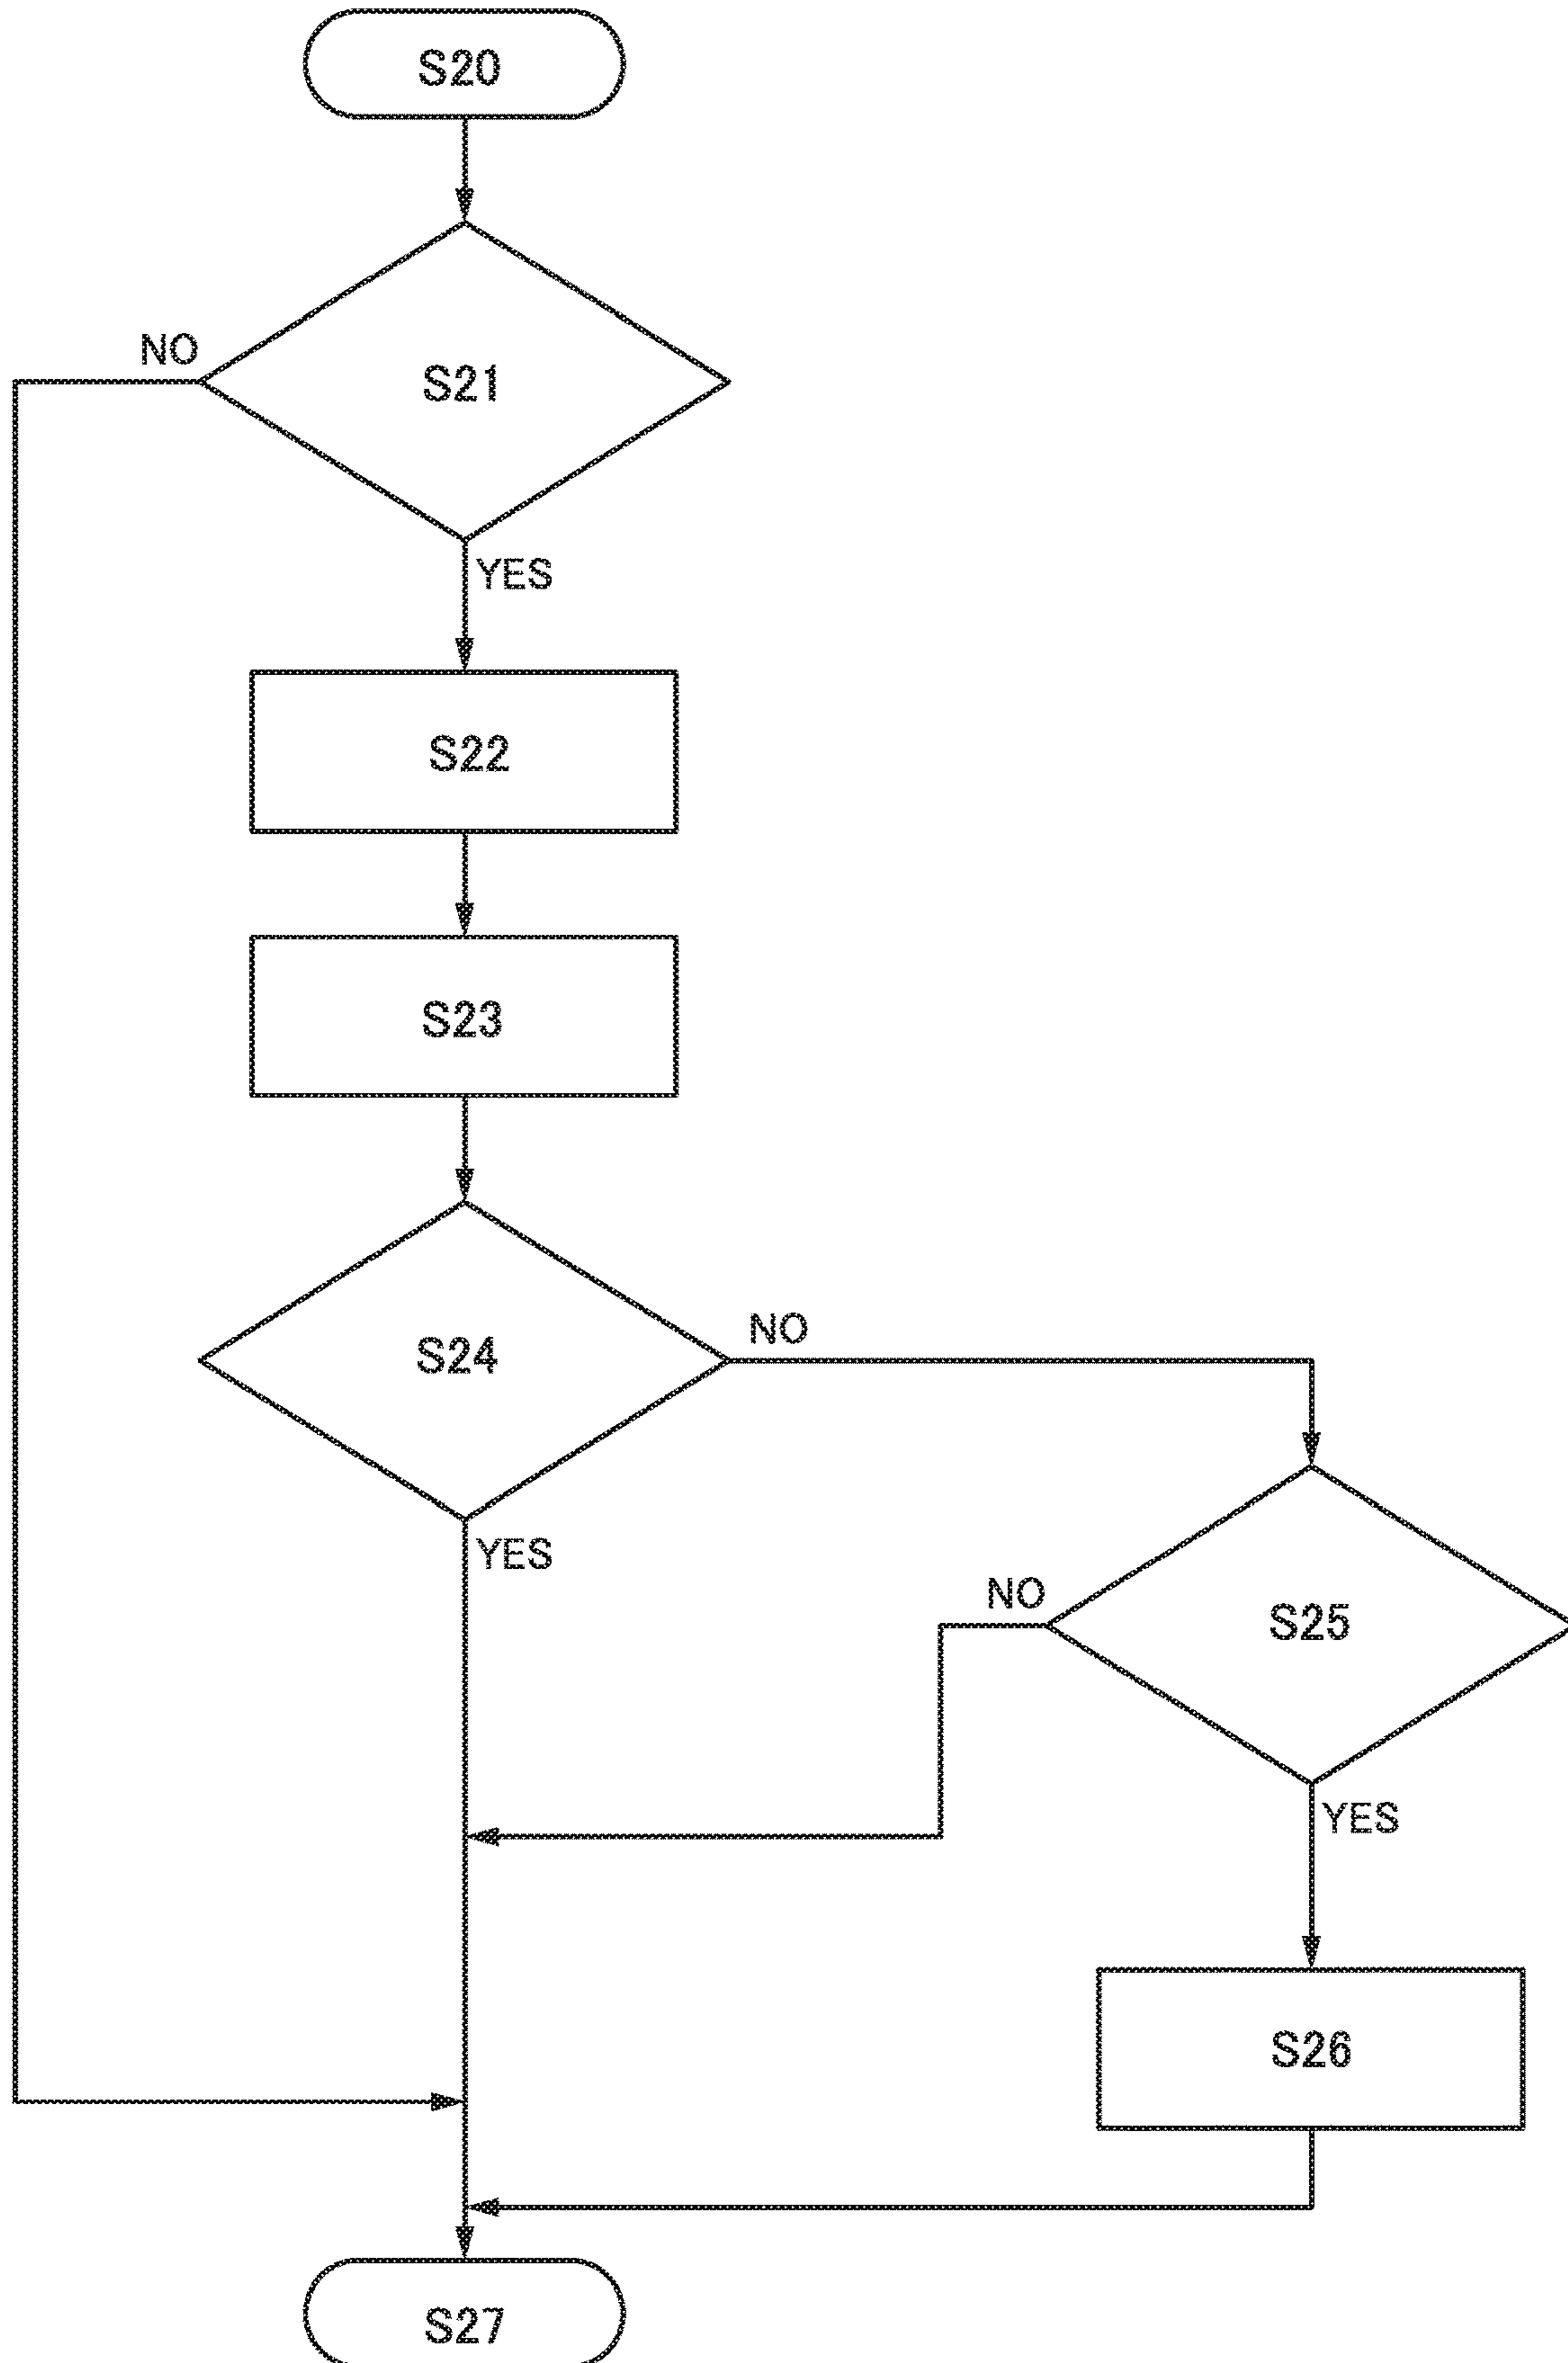 S20
NO
S21
YES
S22
S23
S24
NO
YES
NO
S25
YES
S26
S27